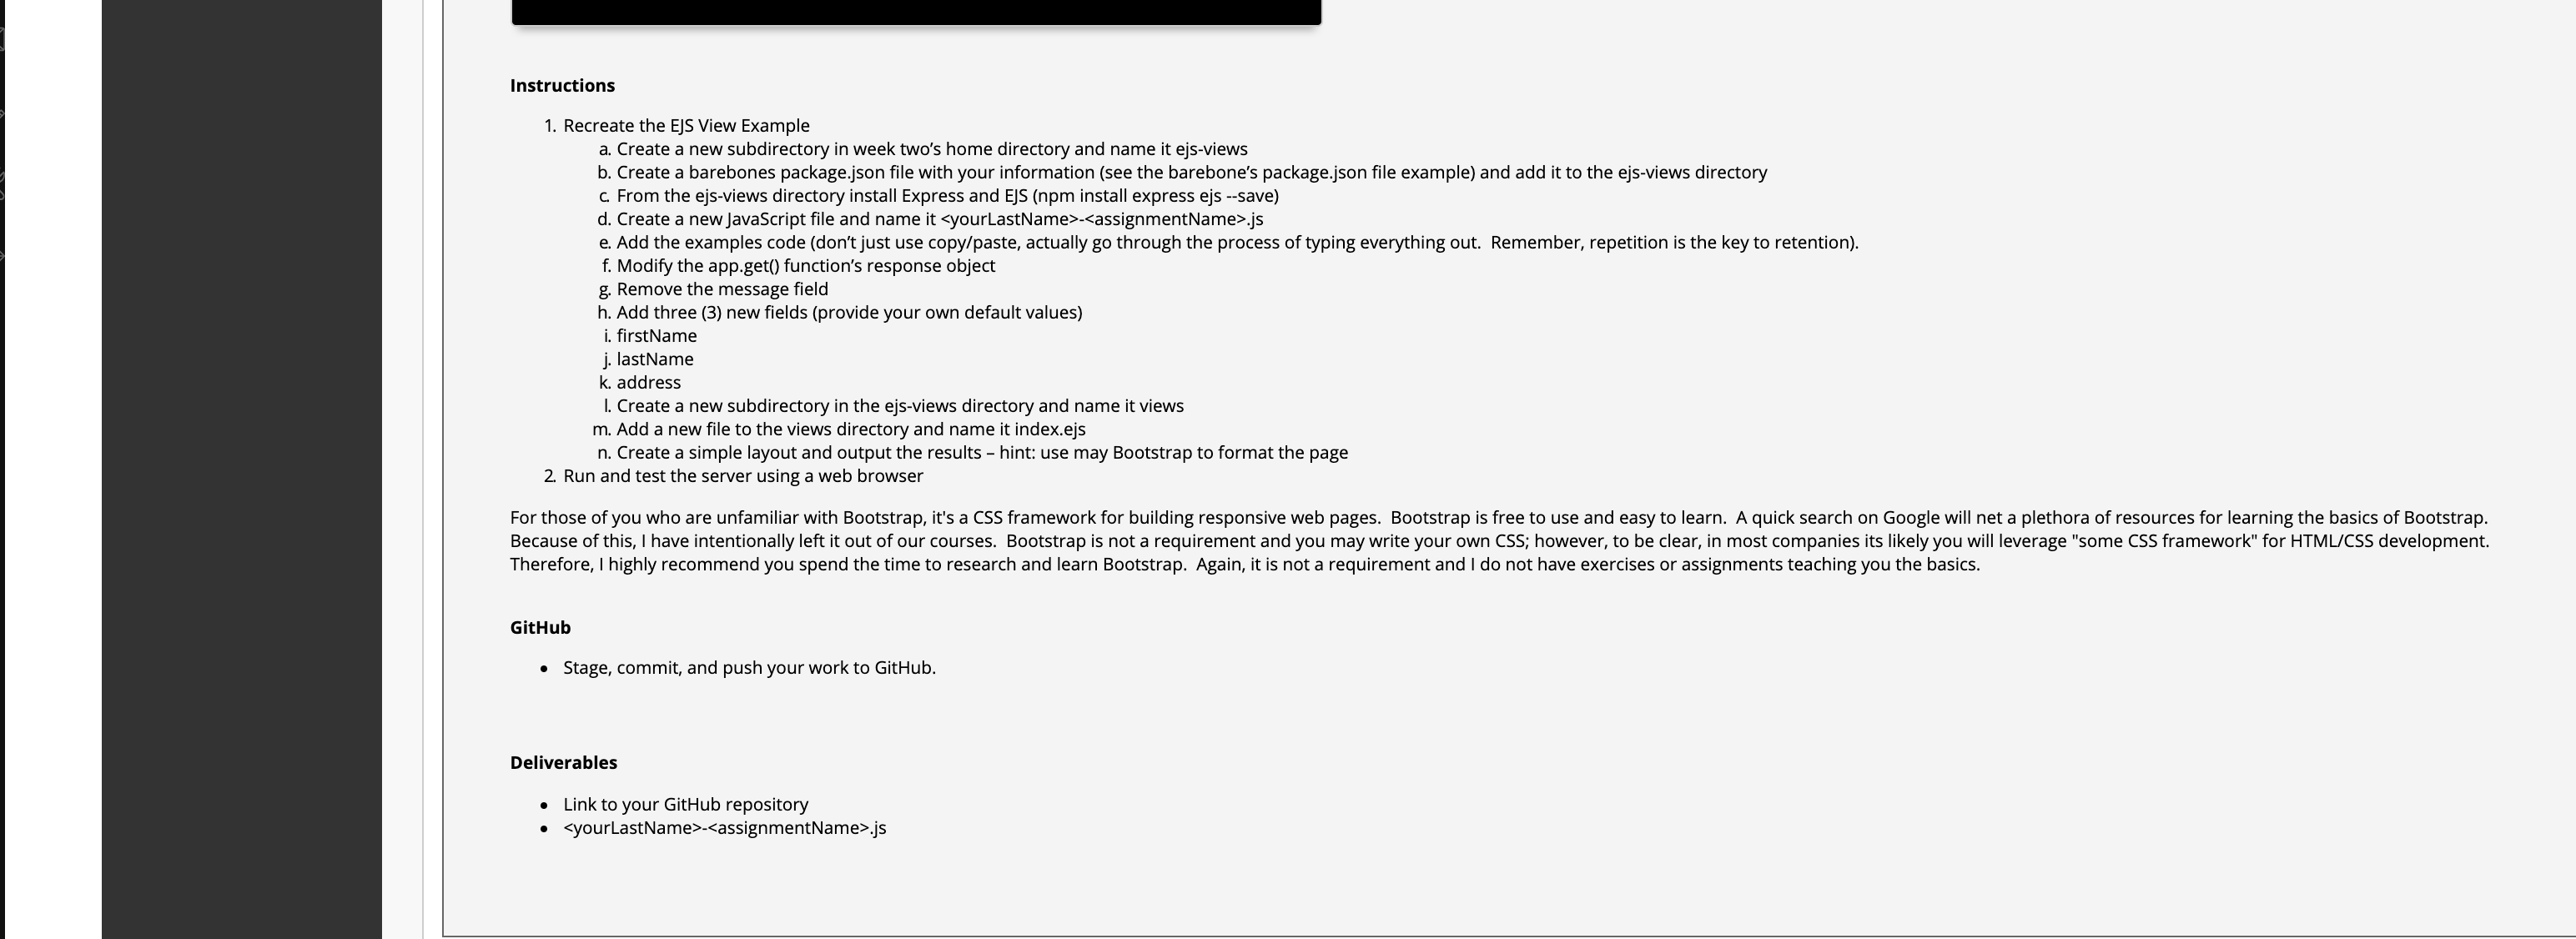 Instructions
1. Recreate the EJS View Example
a. Create a new subdirectory in week two’s home directory and name it ejs-views
b. Create a barebones package.json file with your information (see the barebone’s package.json file example) and add it to the ejs-views directory
c. From the ejs-views directory install Express and EJS (npm install express ejs --save)
d. Create a new JavaScript file and name it <yourLastName>-<assignmentName>.js
e. Add the examples code (don’t just use copy/paste, actually go through the process of typing everything out.  Remember, repetition is the key to retention).
f. Modify the app.get() function’s response object
g. Remove the message field
h. Add three (3) new fields (provide your own default values)
i. firstName
j. lastName
k. address
l. Create a new subdirectory in the ejs-views directory and name it views
m. Add a new file to the views directory and name it index.ejs
n. Create a simple layout and output the results – hint: use may Bootstrap to format the page
2. Run and test the server using a web browser
For those of you who are unfamiliar with Bootstrap, it's a CSS framework for building responsive web pages.  Bootstrap is free to use and easy to learn.  A quick search on Google will net a plethora of resources for learning the basics of Bootstrap.
Because of this, I have intentionally left it out of our courses.  Bootstrap is not a requirement and you may write your own CSS; however, to be clear, in most companies its likely you will leverage "some CSS framework" for HTML/CSS development.
Therefore, I highly recommend you spend the time to research and learn Bootstrap.  Again, it is not a requirement and I do not have exercises or assignments teaching you the basics.
GitHub
• Stage, commit, and push your work to GitHub.
Deliverables
• Link to your GitHub repository
• <yourLastName>-<assignmentName>.js